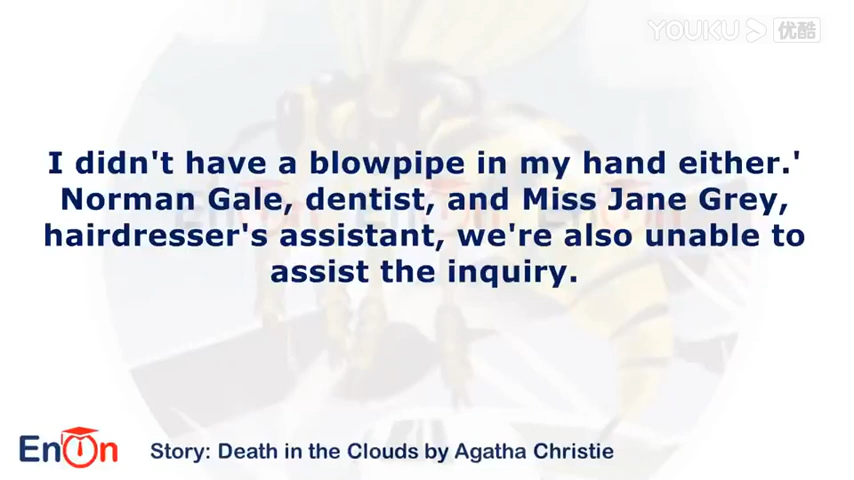 YOUKU 优酷
I didn't have a blowpipe in my hand either.'
Norman Gale, dentist, and Miss Jane Grey,
hairdresser's assistant, we're also unable to
assist the inquiry.
EnOn
Story: Death in the Clouds by Agatha Christie